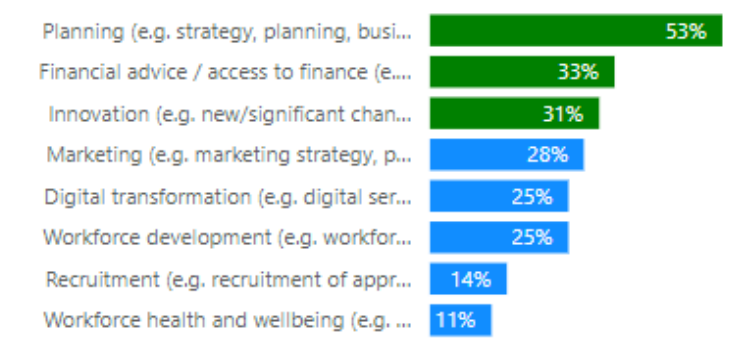 Planning (e.g. strategy, planning, busi... 53%
Financial advice / access to finance (e.... 33%
Innovation (e.g. new/significant chan... 31%
Marketing (e.g. marketing strategy, p... 28%
Digital transformation (e.g. digital ser... 25%
Workforce development (e.g. workfor... 25%
Recruitment (e.g. recruitment of appr... 14%
Workforce health and wellbeing (e.g. ... 11%